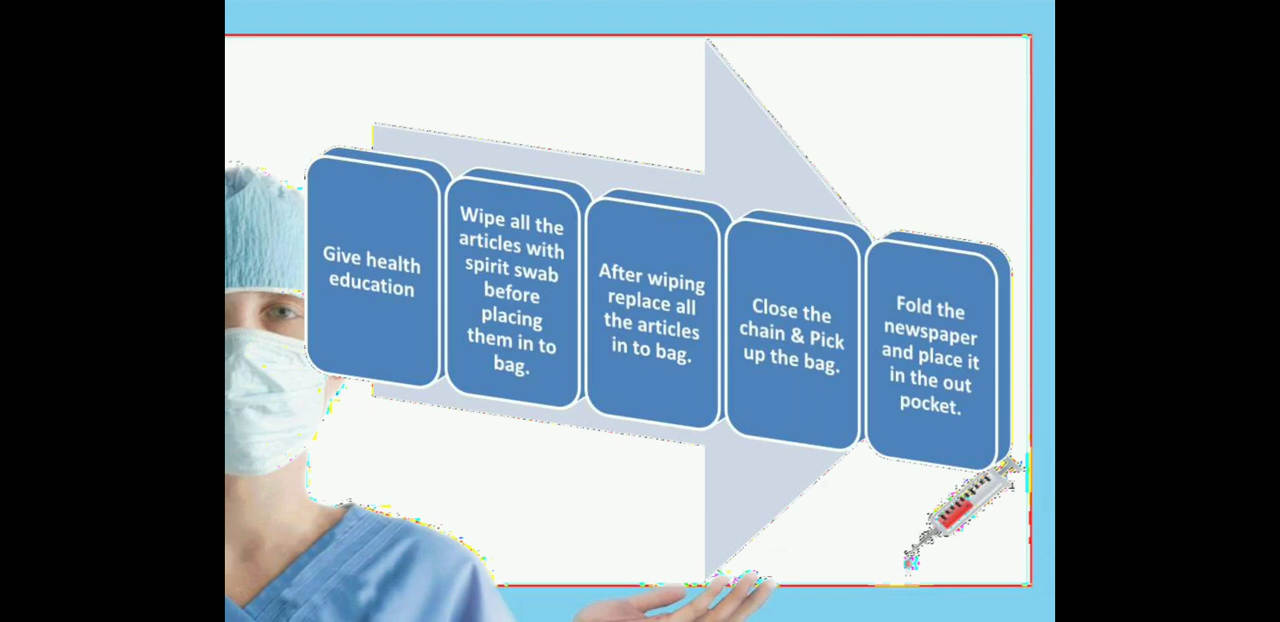 Give health
education
Wipe all the
articles with
spirit swab
before
placing
them in to
bag.
After wiping
replace all
the articles
in to bag.
Close the
chain & Pick
up the bag.
Fold the
newspaper
and place it
in the out
pocket.